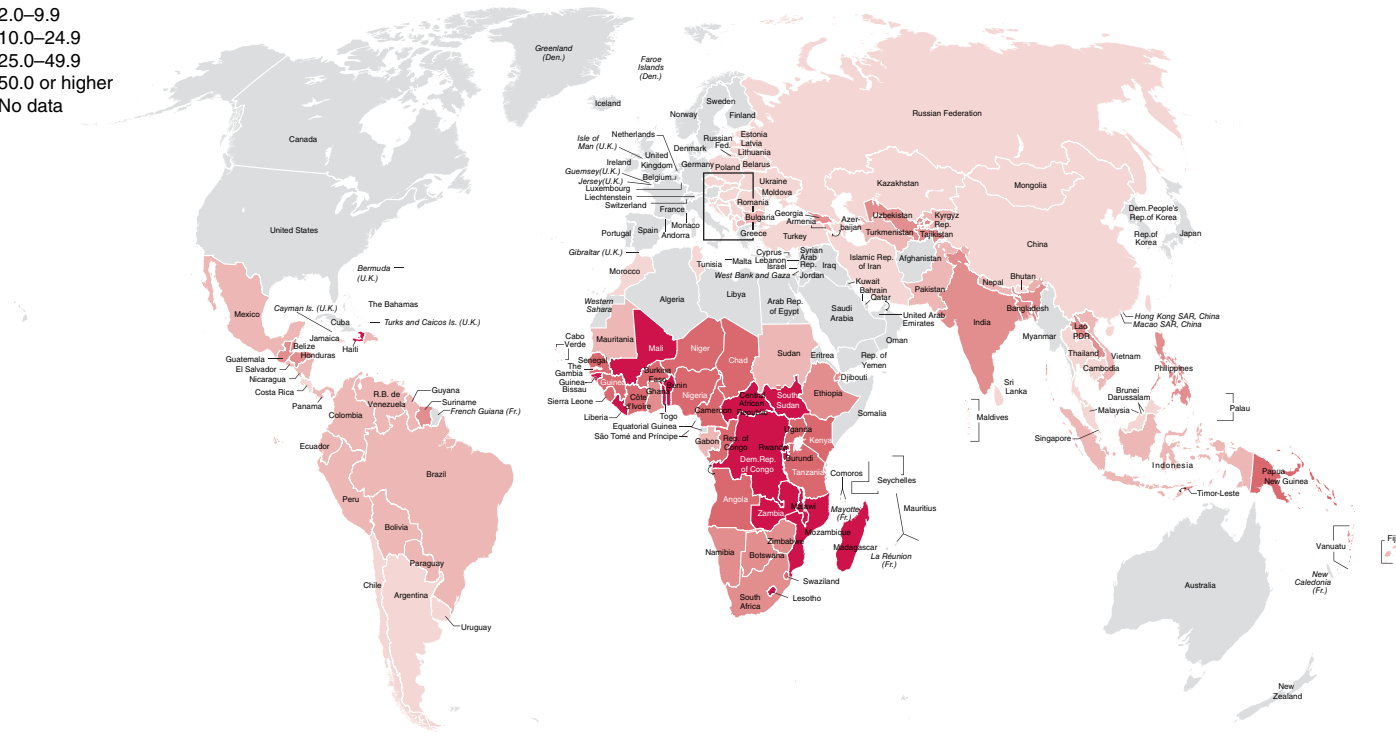 2.0–9.9
10.0–24.9
25.0–49.9
50.0 or higher
No data
Greenland
(Den.)
Faroe
Islands
(Den.)
Iceland
Norway
Sweden
Finland
Russian Federation
Canada
Netherlands
Isle of
Man (U.K.)
Denmark
Russian
Fed.
Estonia
Latvia
Lithuania
United
Kingdom
Ireland
Germany
Poland
Belarus
Guernsey(U.K.)
Belgium
Jersey(U.K.)
Luxembourg
Liechtenstein
Switzerland
Ukraine
Moldova
Kazakhstan
Mongolia
France
Romania
United States
Portugal
Spain
Monaco
Andorra
Bulgaria
Greece
Georgia
Armenia
Azer-
baijan
Turkey
Uzbekistan
Turkmenistan
Kyrgyz
Rep.
Tajikistan
China
Dem.People's
Rep.of Korea
Rep.of
Korea
Japan
Gibraltar (U.K.)
Bermuda
(U.K.)
Morocco
Tunisia
Malta
Cyprus
Lebanon
Israel
West Bank and Gaza
Syrian
Arab
Rep.
Jordan
Iraq
Islamic Rep.
of Iran
Afghanistan
Kuwait
Bahrain
Qatar
Pakistan
Nepal
Bhutan
Bangladesh
India
Western
Sahara
Algeria
Libya
Arab Rep.
of Egypt
Saudi
Arabia
United Arab
Emirates
Oman
Myanmar
Hong Kong SAR, China
Macao SAR, China
Mexico
Cayman Is. (U.K.)
The Bahamas
Cuba
Turks and Caicos Is. (U.K.)
Jamaica
Haiti
Belize
Honduras
Guatemala
El Salvador
Nicaragua
Costa Rica
Panama
Guyana
Suriname
French Guiana (Fr.)
R.B. de
Venezuela
Colombia
Ecuador
Brazil
Peru
Bolivia
Paraguay
Chile
Argentina
Uruguay
Cabo
Verde
Mauritania
Mali
Niger
Chad
Sudan
Eritrea
Rep. of
Yemen
Djibouti
Senegal
The
Gambia
Guinea-
Bissau
Guinea
Sierra Leone
Liberia
Burkina
Faso
Côte
d'Ivoire
Ghana
Benin
Togo
Nigeria
Cameroon
Central
African
Republic
South
Sudan
Ethiopia
Somalia
Equatorial Guinea
São Tomé and Príncipe
Gabon
Rep. of
Congo
Dem.Rep.
of Congo
Uganda
Kenya
Rwanda
Burundi
Tanzania
Comoros
Seychelles
Mayotte
(Fr.)
Mauritius
La Réunion
(Fr.)
Angola
Zambia
Malawi
Mozambique
Madagascar
Zimbabwe
Namibia
Botswana
Swaziland
Lesotho
South
Africa
Lao
PDR
Thailand
Vietnam
Cambodia
Philippines
Sri
Lanka
Maldives
Brunei
Darussalam
Malaysia
Singapore
Indonesia
Palau
Papua
New Guinea
Timor-Leste
Australia
Vanuatu
Fij
New
Caledonia
(Fr.)
New
Zealand